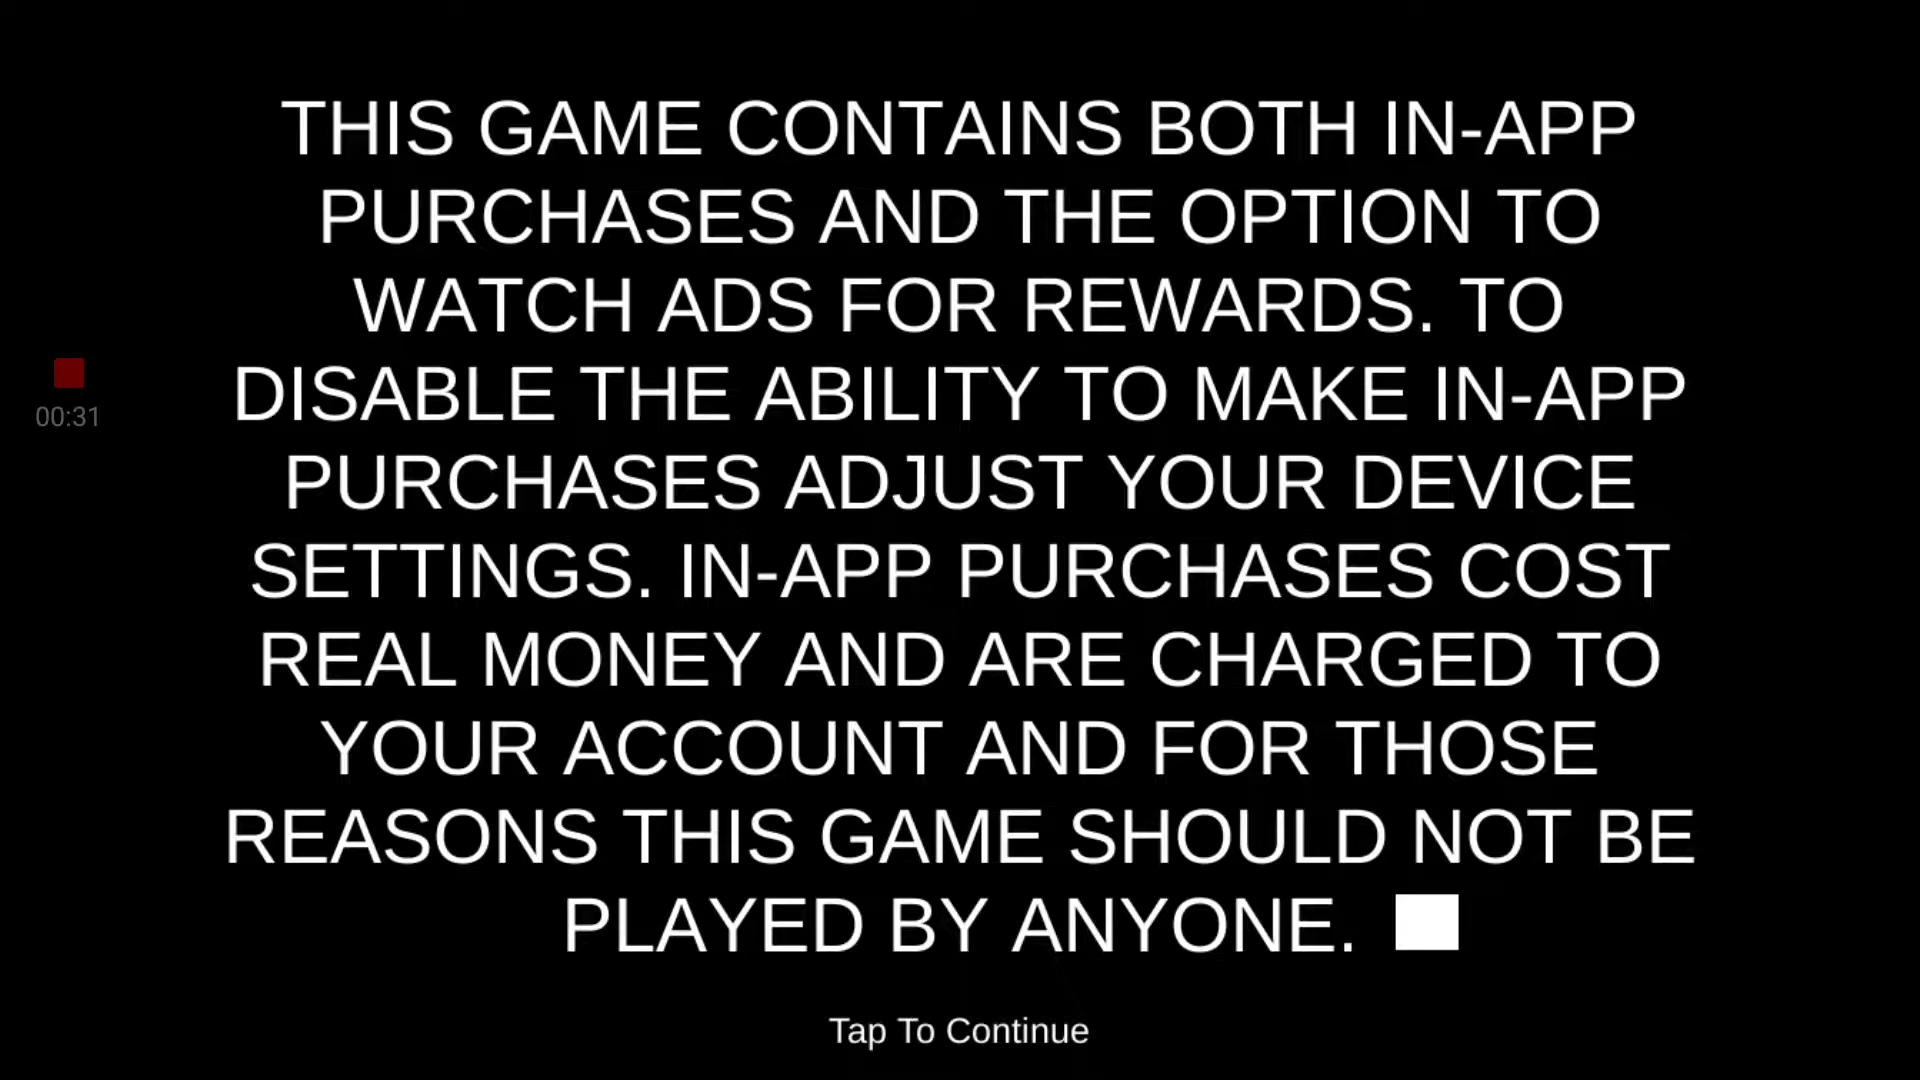 THIS GAME CONTAINS BOTH IN-APP
PURCHASES AND THE OPTION TO
WATCH ADS FOR REWARDS. TO
DISABLE THE ABILITY TO MAKE IN-APP
PURCHASES ADJUST YOUR DEVICE
SETTINGS. IN-APP PURCHASES COST
REAL MONEY AND ARE CHARGED TO
YOUR ACCOUNT AND FOR THOSE
REASONS THIS GAME SHOULD NOT BE
PLAYED BY ANYONE.
00:31
Tap To Continue